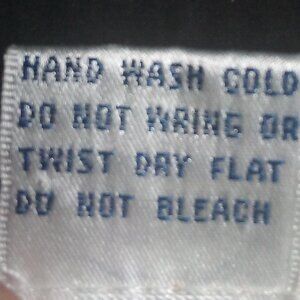 HAND WASH COLD
DO NOT WRING OR
TWIST DRY FLAT
DO NOT BLEACH